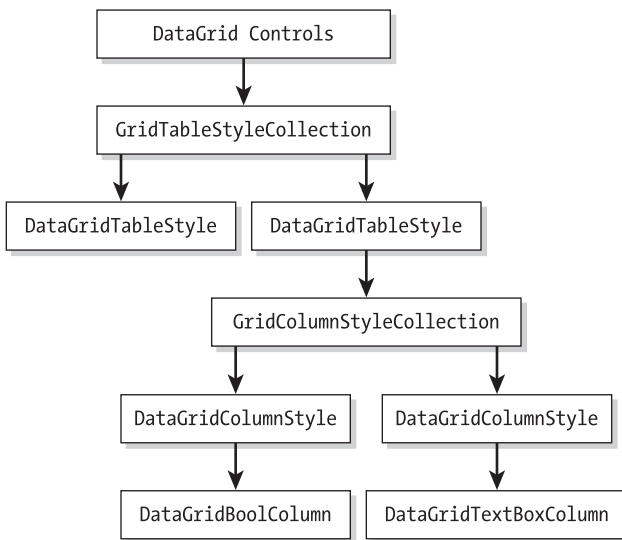 DataGrid Controls
GridTableStyleCollection
DataGridTableStyle
DataGridTableStyle
GridColumnStyleCollection
DataGridColumnStyle
DataGridColumnStyle
DataGridBoolColumn
DataGridTextBoxColumn